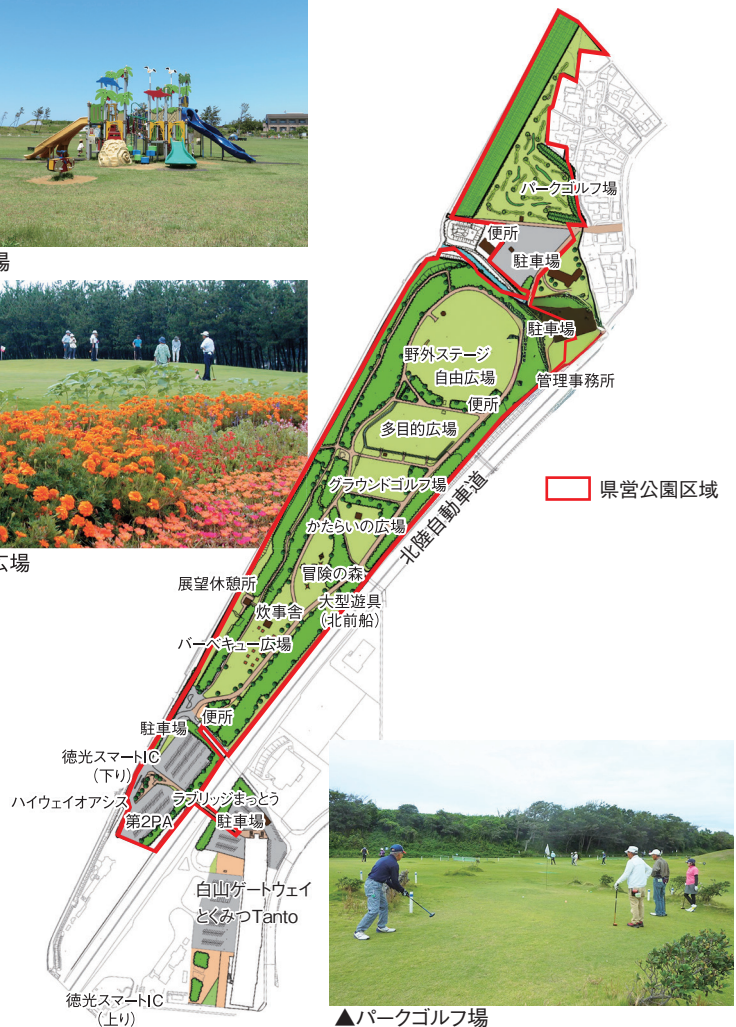 場
広場
パークゴルフ場
便所
駐車場
駐車場
野外ステージ
自由広場
管理事務所
便所
多目的広場
グラウンドゴルフ場
県営公園区域
かたらいの広場
北陸自動車道
冒険の森
展望休憩所
大型遊具
(北前船)
炊事舎
バーベキュー広場
便所
駐車場
徳光スマートIC
(下り)
ハイウェイオアシス
ラブリッジまっとう
第2PA
駐車場
白山ゲートウェイ
とくみつTanto
徳光スマートIC
(上り)
▲パークゴルフ場